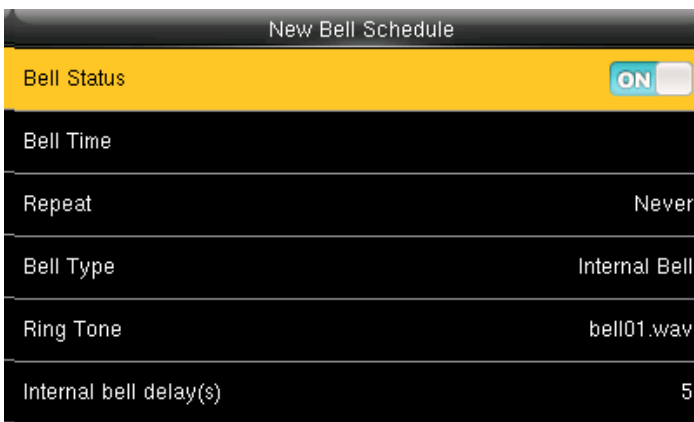 New Bell Schedule
Bell Status ON
Bell Time
Repeat Never
Bell Type Internal Bell
Ring Tone bell01.wav
Internal bell delay(s) 5